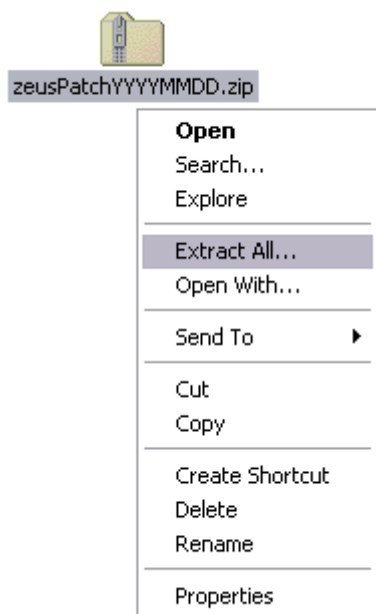 zeusPatchYYYYMMDD.zip
Open
Search...
Explore
Extract All...
Open With...
Send To
Cut
Copy
Create Shortcut
Delete
Rename
Properties